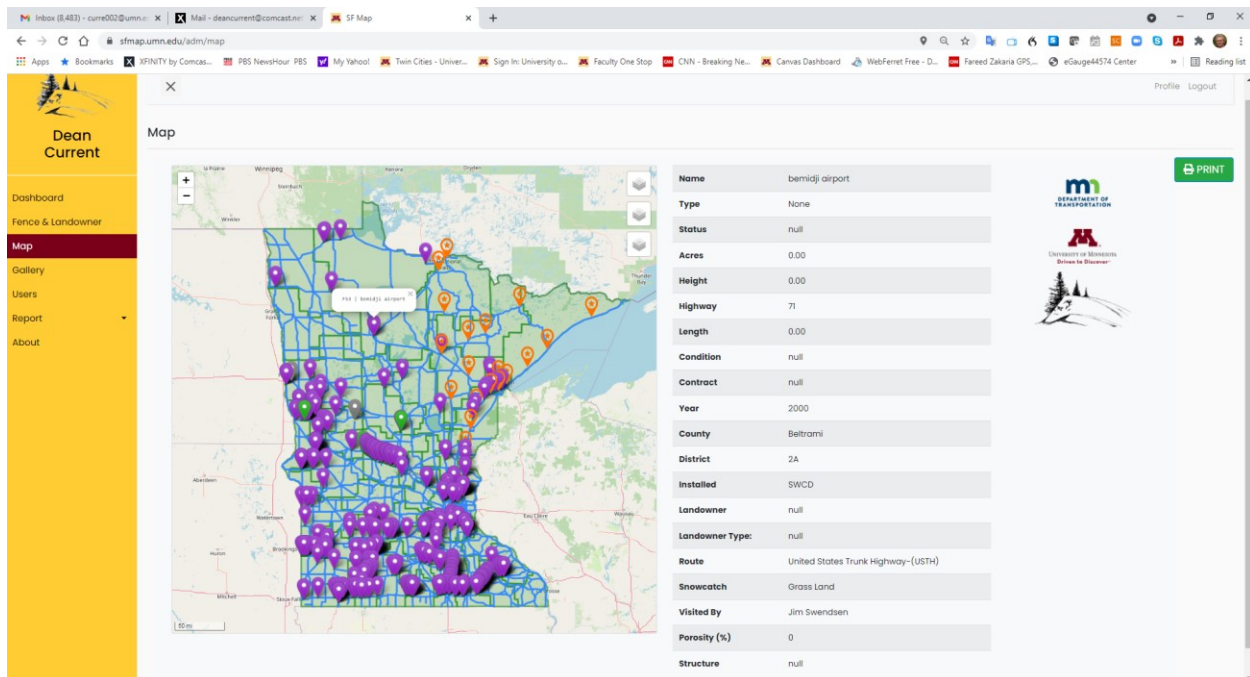 Inbox (8,483) - curre002@umn.e
Mail - deancurrent@comcast.net
SF Map
sfmap.umn.edu/adm/map
Apps
Bookmarks
XFINITY by Comcas...
PBS NewsHour PBS
My Yahoo!
Twin Cities - Univer...
Sign In: University o...
Faculty One Stop
CNN - Breaking Ne...
Canvas Dashboard
WebFerret Free - D...
Fareed Zakaria GPS,...
eGauge44574 Center
Reading list
Profile Logout
Dean
Current
Dashboard
Fence & Landowner
Map
Gallery
Users
Report
About
Map
+
−
Winnipeg
Steinbach
Kenora
Dryden
Winkler
Thunder
Bay
bemidji airport
Aberdeen
Watertown
Huron
Brookings
Mitchell
Sioux Falls
Eau Claire
Wausau
50 mi
Name bemidji airport
Type None
Status null
Acres 0.00
Height 0.00
Highway 71
Length 0.00
Condition null
Contract null
Year 2000
County Beltrami
District 2A
Installed SWCD
Landowner null
Landowner Type: null
Route United States Trunk Highway-(USTH)
Snowcatch Grass Land
Visited By Jim Swendsen
Porosity (%) 0
Structure null
PRINT
DEPARTMENT OF
TRANSPORTATION
UNIVERSITY OF MINNESOTA
Driven to Discover